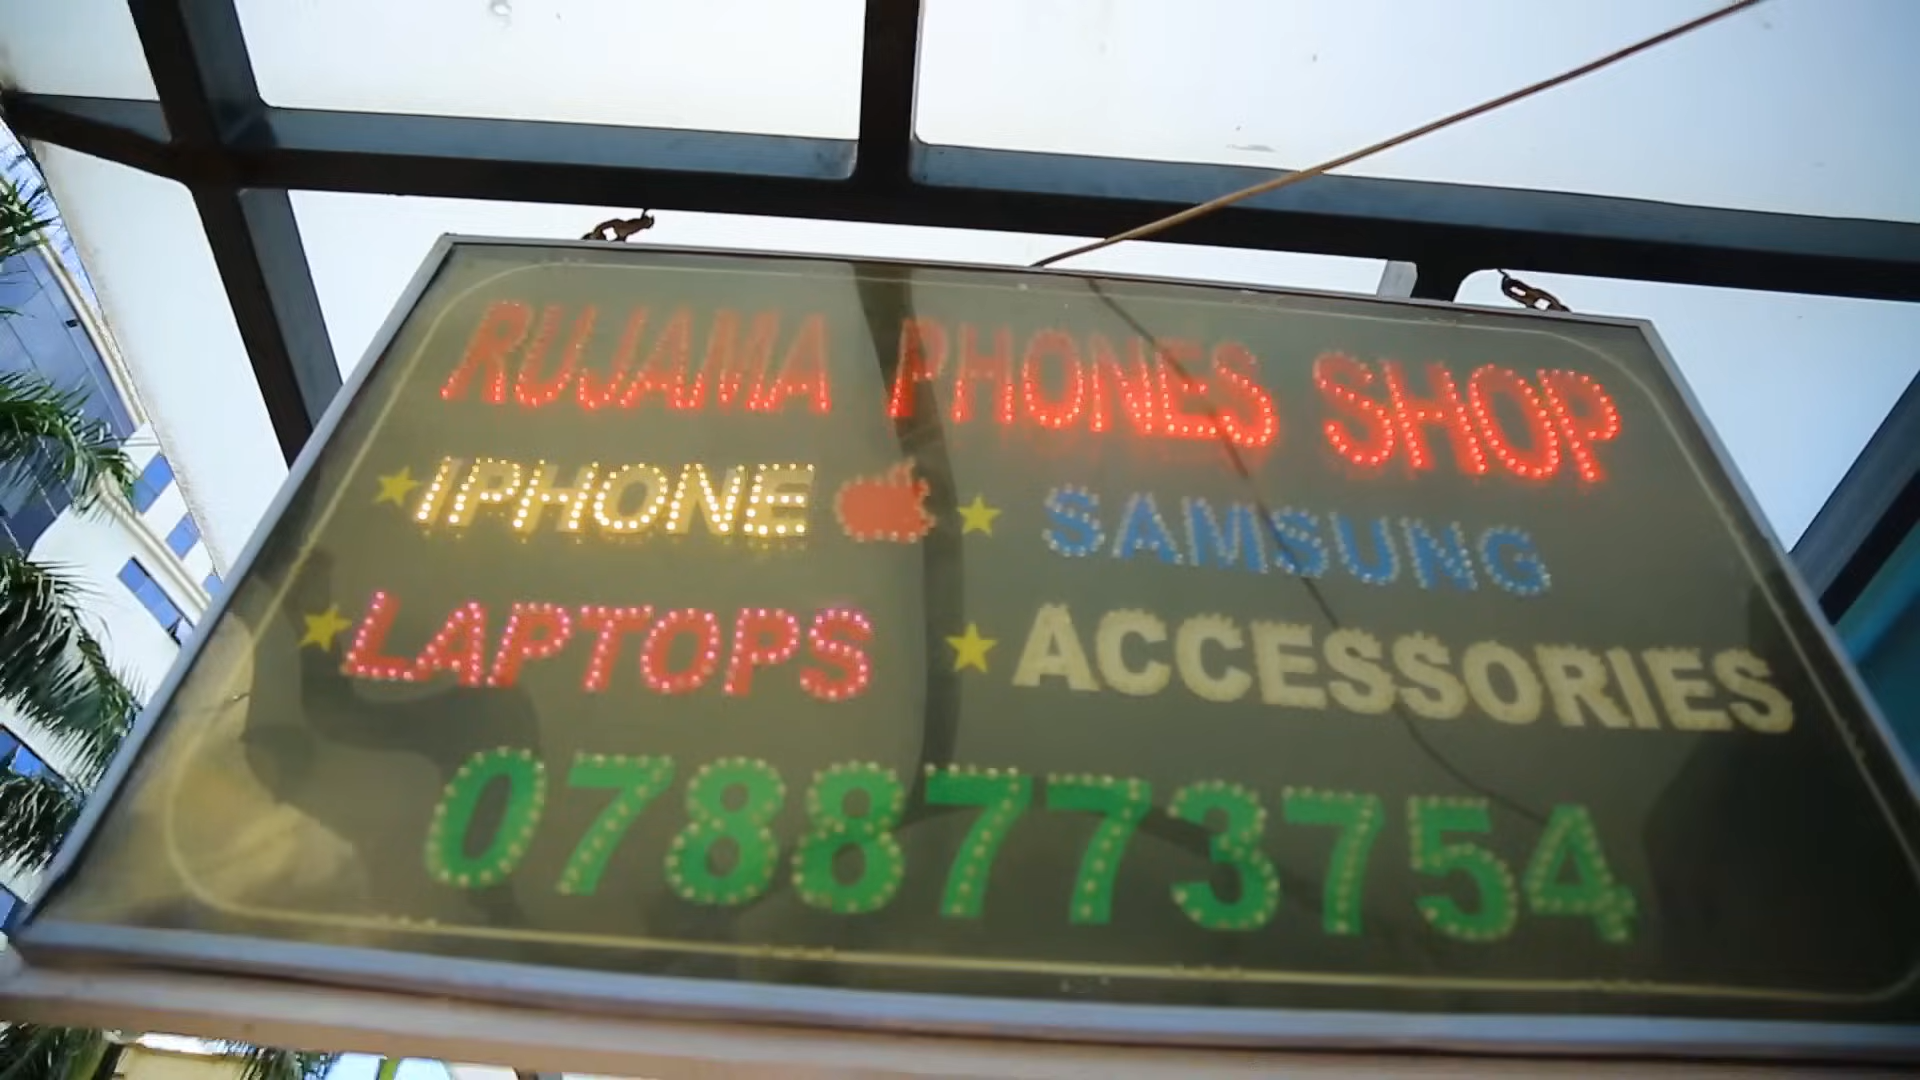 RUJAMA PHONES SHOP
IPHONE SAMSUNG
LAPTOPS ACCESSORIES
0788773754